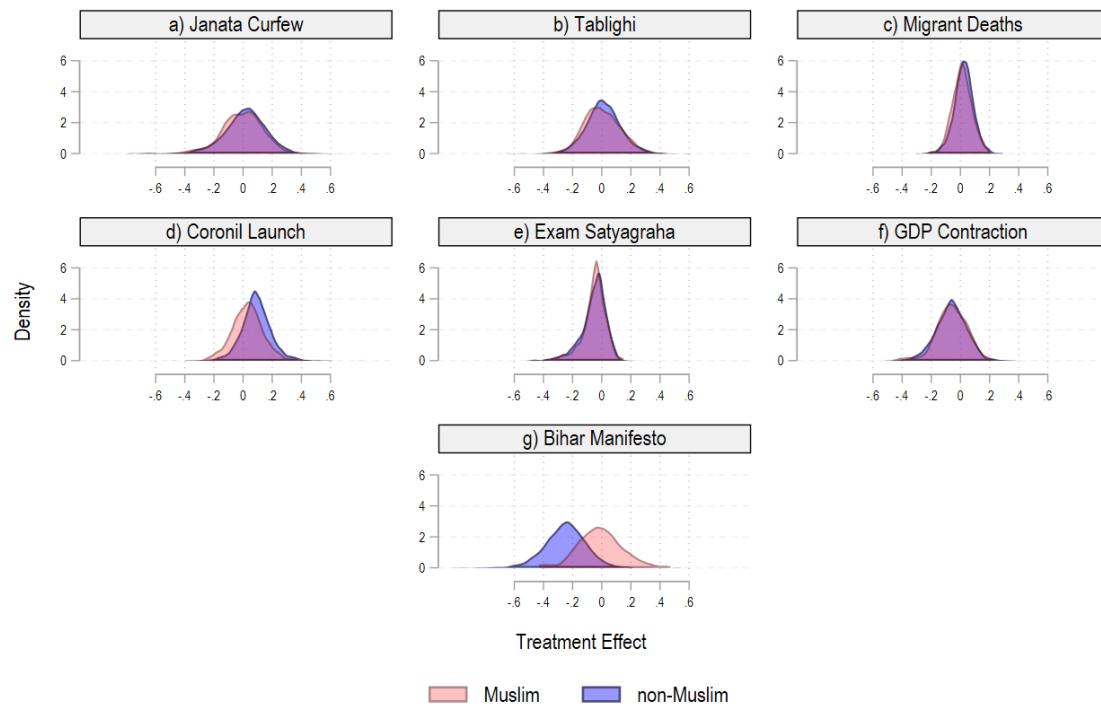 a) Janata Curfew
b) Tablighi
c) Migrant Deaths
6
4
2
0
-.6 -.4 -.2 0 .2 .4 .6
6
4
2
0
-.6 -.4 -.2 0 .2 .4 .6
6
4
2
0
-.6 -.4 -.2 0 .2 .4 .6
d) Coronil Launch
e) Exam Satyagraha
f) GDP Contraction
Density
6
4
2
0
-.6 -.4 -.2 0 .2 .4 .6
6
4
2
0
-.6 -.4 -.2 0 .2 .4 .6
6
4
2
0
-.6 -.4 -.2 0 .2 .4 .6
g) Bihar Manifesto
6
4
2
0
-.6 -.4 -.2 0 .2 .4 .6
Treatment Effect
Muslim
non-Muslim